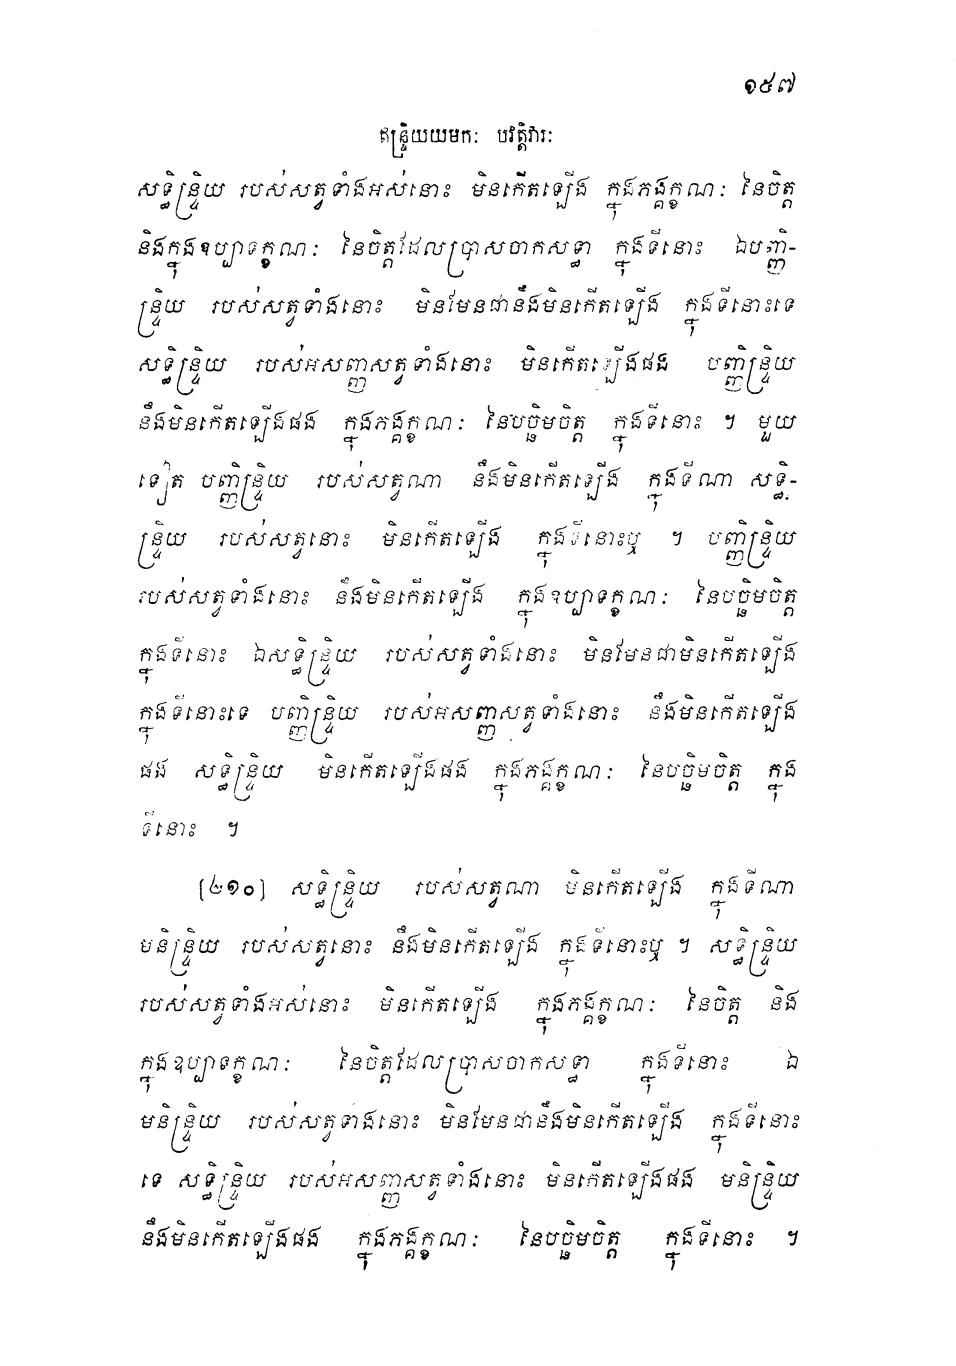 ១៥៧
ឥន្ទ្រិយយមកៈ បវត្តិវារៈ
សទ្ធិន្ទ្រិយ របស់សត្វទាំងអស់នោះ មិនកើតឡើង ក្នុងភង្គក្ខណៈ នៃចិត្ត
និងក្នុងឧប្បាទក្ខណៈ នៃចិត្តដែលប្រាសចាកសទ្ធា ក្នុងទីនោះ ឯបញ្ញិ-
ន្ទ្រិយ របស់សត្វទាំងនោះ មិនមែនជានឹងមិនកើតឡើង ក្នុងទីនោះទេ
សទ្ធិន្ទ្រិយ របស់អសញ្ញសត្វទាំងនោះ មិនកើតឡើងផង បញ្ញិន្ទ្រិយ
នឹងមិនកើតឡើងផង ក្នុងភង្គក្ខណៈ នៃបច្ឆិមចិត្ត ក្នុងទីនោះ ។ មួយ
ទៀត បញ្ញិន្ទ្រិយ របស់សត្វណា នឹងមិនកើតឡើង ក្នុងទីណា សទ្ធិ-
ន្ទ្រិយ របស់សត្វនោះ មិនកើតឡើង ក្នុងទីនោះឬ ។ បញ្ញិន្ទ្រិយ
របស់សត្វទាំងនោះ នឹងមិនកើតឡើង ក្នុងឧប្បាទក្ខណៈ នៃបច្ឆិមចិត្ត
ក្នុងទីនោះ ឯសទ្ធិន្ទ្រិយ របស់សត្វទាំងនោះ មិនមែនជាមិនកើតឡើង
ក្នុងទីនោះទេ បញ្ញិន្ទ្រិយ របស់អសញ្ញសត្វទាំងនោះ នឹងមិនកើតឡើង
ផង សទ្ធិន្ទ្រិយ មិនកើតឡើងផង ក្នុងភង្គក្ខណៈ នៃបច្ឆិមចិត្ត ក្នុង
ទីនោះ ។
(២១០) សទ្ធិន្ទ្រិយ របស់សត្វណា មិនកើតឡើង ក្នុងទីណា
មនិន្ទ្រិយ របស់សត្វនោះ នឹងមិនកើតឡើង ក្នុងទីនោះឬ ។ សទ្ធិន្ទ្រិយ
របស់សត្វទាំងអស់នោះ មិនកើតឡើង ក្នុងភង្គក្ខណៈ នៃចិត្ត និង
ក្នុងឧប្បាទក្ខណៈ នៃចិត្តដែលប្រាសចាកសទ្ធា ក្នុងទីនោះ ឯ
មនិន្ទ្រិយ របស់សត្វទាំងនោះ មិនមែនជានឹងមិនកើតឡើង ក្នុងទីនោះ
ទេ សទ្ធិន្ទ្រិយ របស់អសញ្ញសត្វទាំងនោះ មិនកើតឡើងផង មនិន្ទ្រិយ
នឹងមិនកើតឡើងផង ក្នុងភង្គក្ខណៈ នៃបច្ឆិមចិត្ត ក្នុងទីនោះ ។